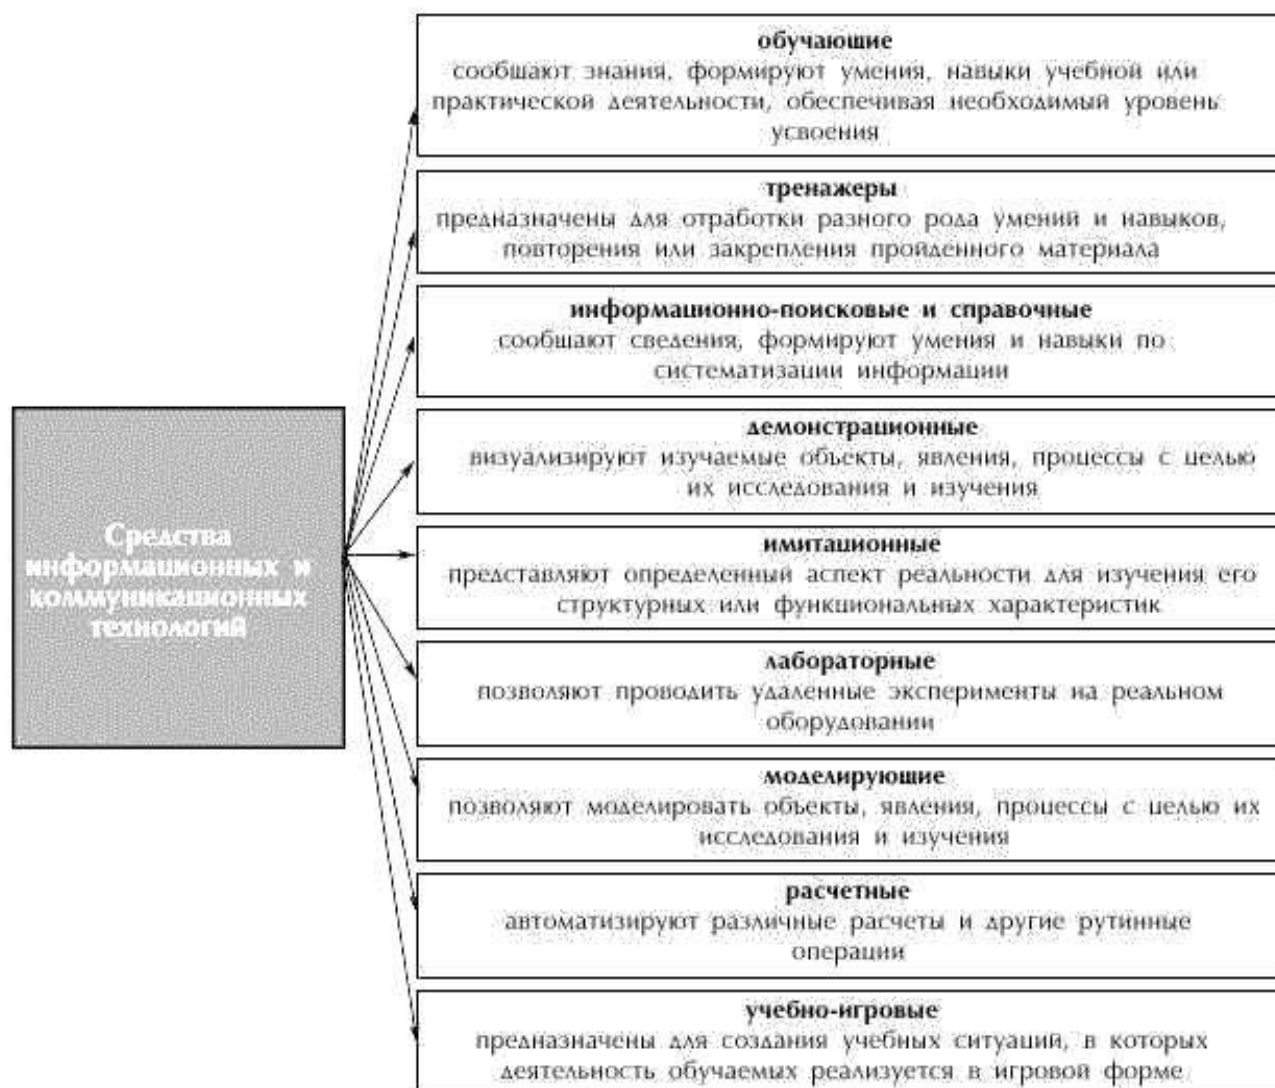 обучающие
сообщают знания, формируют умения, навыки учебной или
практической деятельности, обеспечивая необходимый уровень
усвоения
тренажеры
предназначены для отработки разного рода умений и навыков,
повторения или закрепления пройденного материала
информационно-поисковые и справочные
сообщают сведения, формируют умения и навыки по
систематизации информации
демонстрационные
визуализируют изучаемые объекты, явления, процессы с целью
их исследования и изучения
Средства
информационных и
коммуникационных
технологий
имитационные
представляют определенный аспект реальности для изучения его
структурных или функциональных характеристик
лабораторные
позволяют проводить удаленные эксперименты на реальном
оборудовании
моделирующие
позволяют моделировать объекты, явления, процессы с целью их
исследования и изучения
расчетные
автоматизируют различные расчеты и другие рутинные
операции
учебно-игровые
предназначены для создания учебных ситуаций, в которых
деятельность обучаемых реализуется в игровой форме